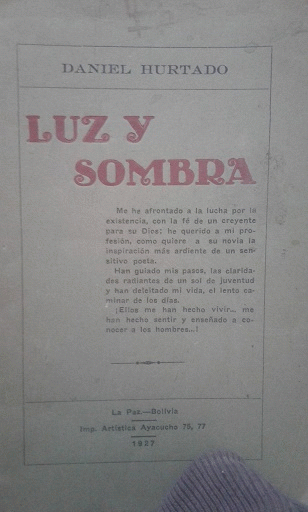 DANIEL HURTADO
LUZ Y
SOMBRA
Me he afrontado a la lucha por la
existencia, con la fé de un creyente
para su Dios; he querido a mi pro-
fesión, como quiere a su novia la
inspiración más ardiente de un sen-
sitivo poeta.
Han guiado mis pasos, las clarida-
des radiantes de un sol de juventud
y han deleitado mi vida, el lento ca-
minar de los días.
¡Ellos me han hecho vivir... me
han hecho sentir y enseñado a co-
nocer a los hombres...!
La Paz.—Bolivia
Imp. Artística Ayacucho 73, 77
1927